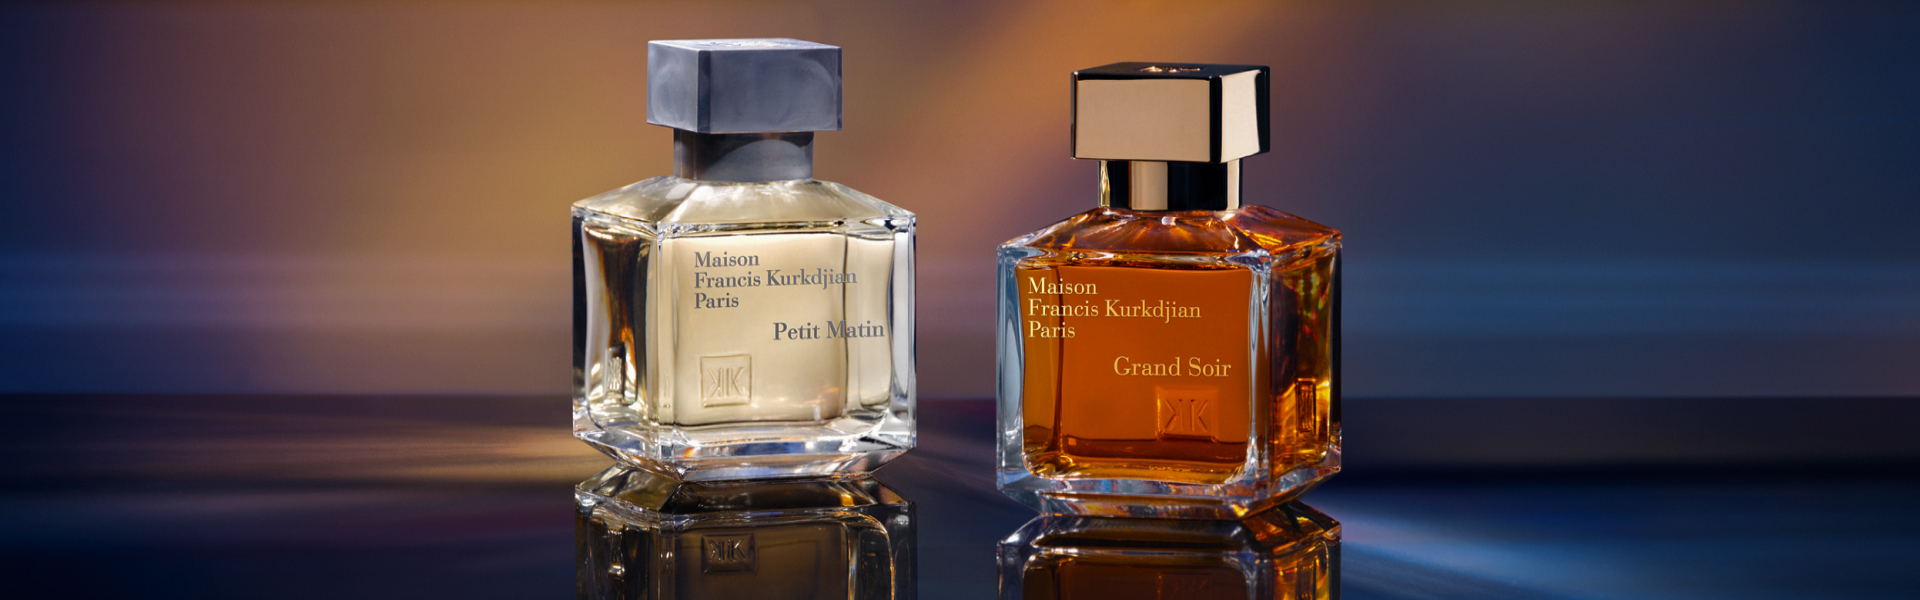 Maison
Francis Kurkdjian
Paris
Petit Matin
Maison
Francis Kurkdjian
Paris
Grand Soir